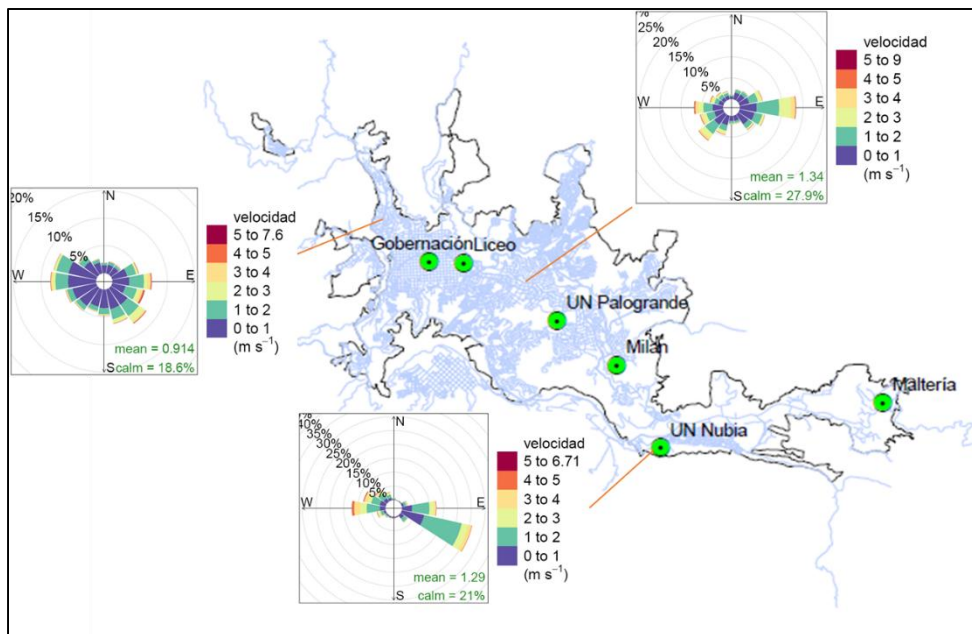 25%
20%
15%
10%
5%
N
W
E
S
mean = 1.34
calm = 27.9%
velocidad
5 to 9
4 to 5
3 to 4
2 to 3
1 to 2
0 to 1
(m s⁻¹)
20%
15%
10%
5%
N
W
E
S
mean = 0.914
calm = 18.6%
velocidad
5 to 7.6
4 to 5
3 to 4
2 to 3
1 to 2
0 to 1
(m s⁻¹)
Gobernación
Liceo
UN Palogrande
Milán
Maltería
UN Nubia
40%
35%
30%
25%
20%
15%
10%
5%
N
W
E
S
mean = 1.29
calm = 21%
velocidad
5 to 6.71
4 to 5
3 to 4
2 to 3
1 to 2
0 to 1
(m s⁻¹)